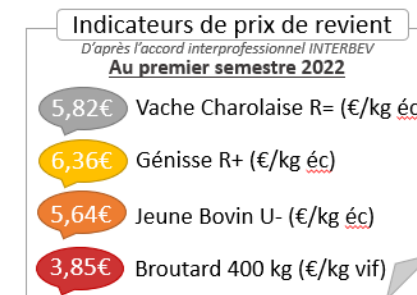 Indicateurs de prix de revient
D'après l'accord interprofessionnel INTERBEV
Au premier semestre 2022
5,82€ Vache Charolaise R= (€/kg éc
6,36€ Génisse R+ (€/kg éc)
5,64€ Jeune Bovin U- (€/kg éc)
3,85€ Broutard 400 kg (€/kg vif)